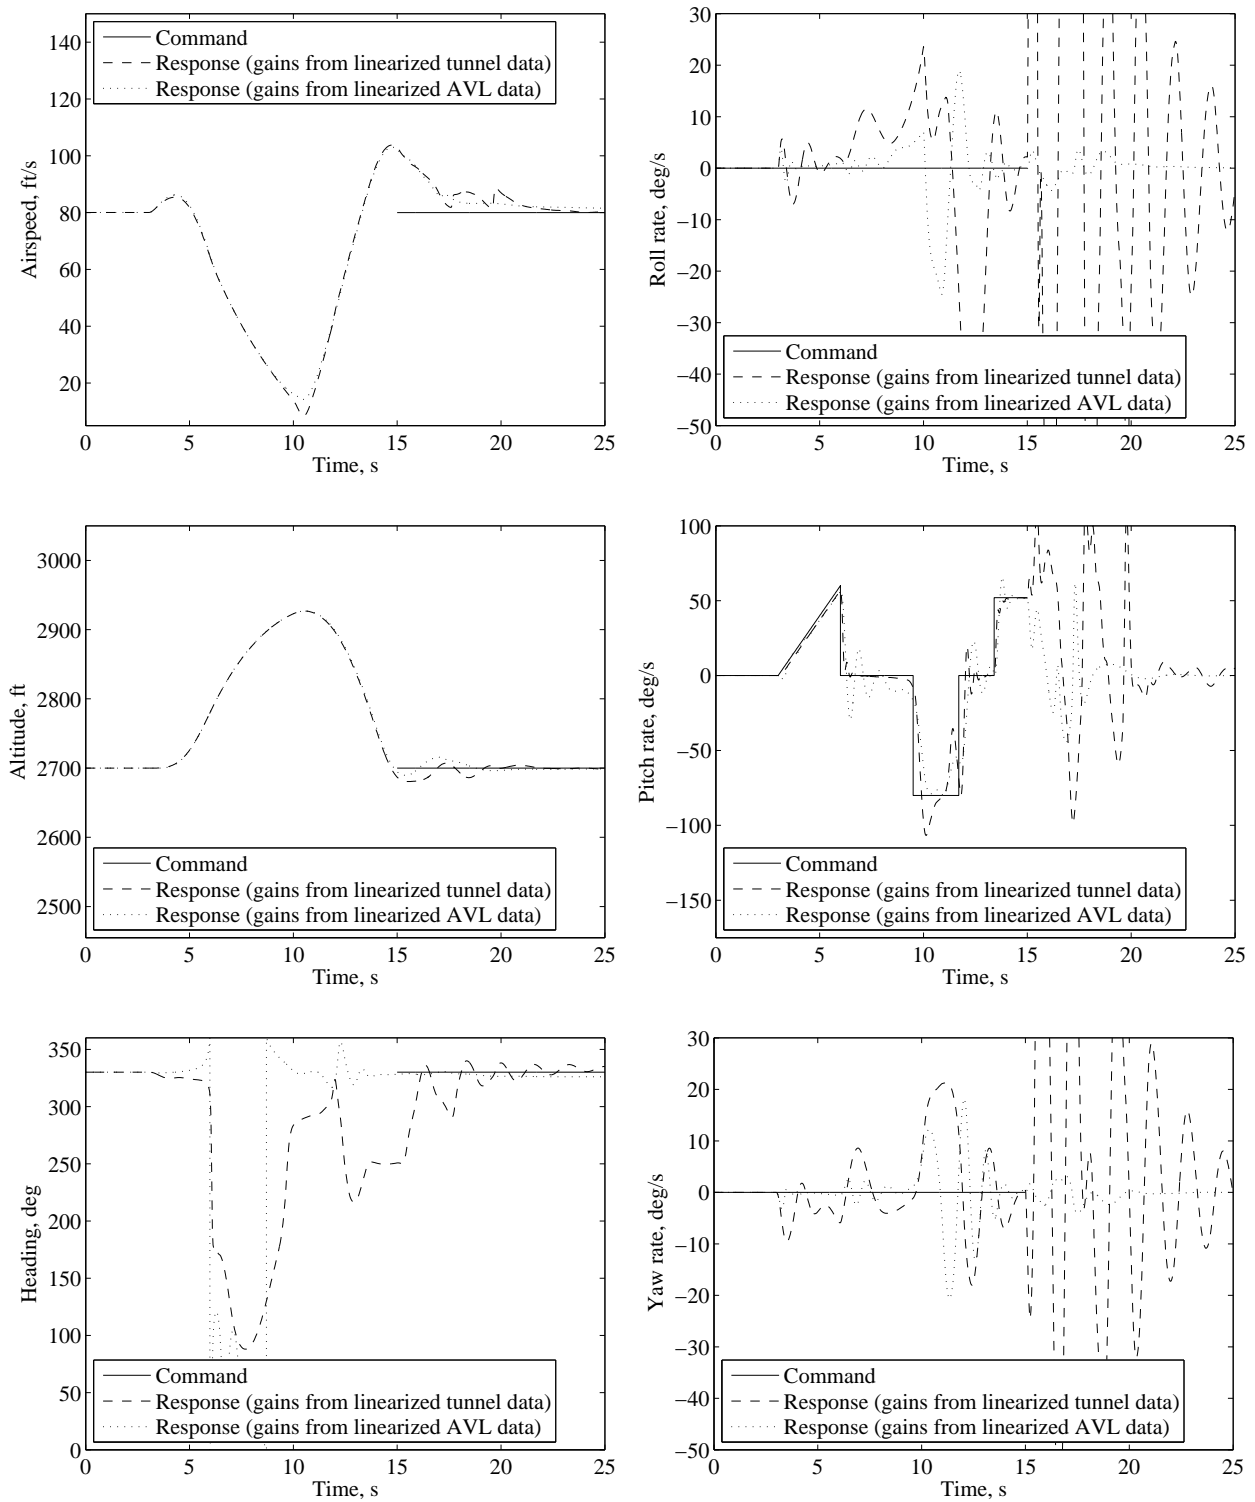 140
120
100
80
60
40
20
Airspeed, ft/s
Command
Response (gains from linearized tunnel data)
Response (gains from linearized AVL data)
0 5 10 15 20 25
Time, s
30
20
10
0
−10
−20
−30
−40
−50
Roll rate, deg/s
Command
Response (gains from linearized tunnel data)
Response (gains from linearized AVL data)
0 5 10 15 20 25
Time, s
3000
2900
2800
2700
2600
2500
Altitude, ft
Command
Response (gains from linearized tunnel data)
Response (gains from linearized AVL data)
0 5 10 15 20 25
Time, s
100
50
0
−50
−100
−150
Pitch rate, deg/s
Command
Response (gains from linearized tunnel data)
Response (gains from linearized AVL data)
0 5 10 15 20 25
Time, s
350
300
250
200
150
100
50
0
Heading, deg
Command
Response (gains from linearized tunnel data)
Response (gains from linearized AVL data)
0 5 10 15 20 25
Time, s
30
20
10
0
−10
−20
−30
−40
−50
Yaw rate, deg/s
Command
Response (gains from linearized tunnel data)
Response (gains from linearized AVL data)
0 5 10 15 20 25
Time, s